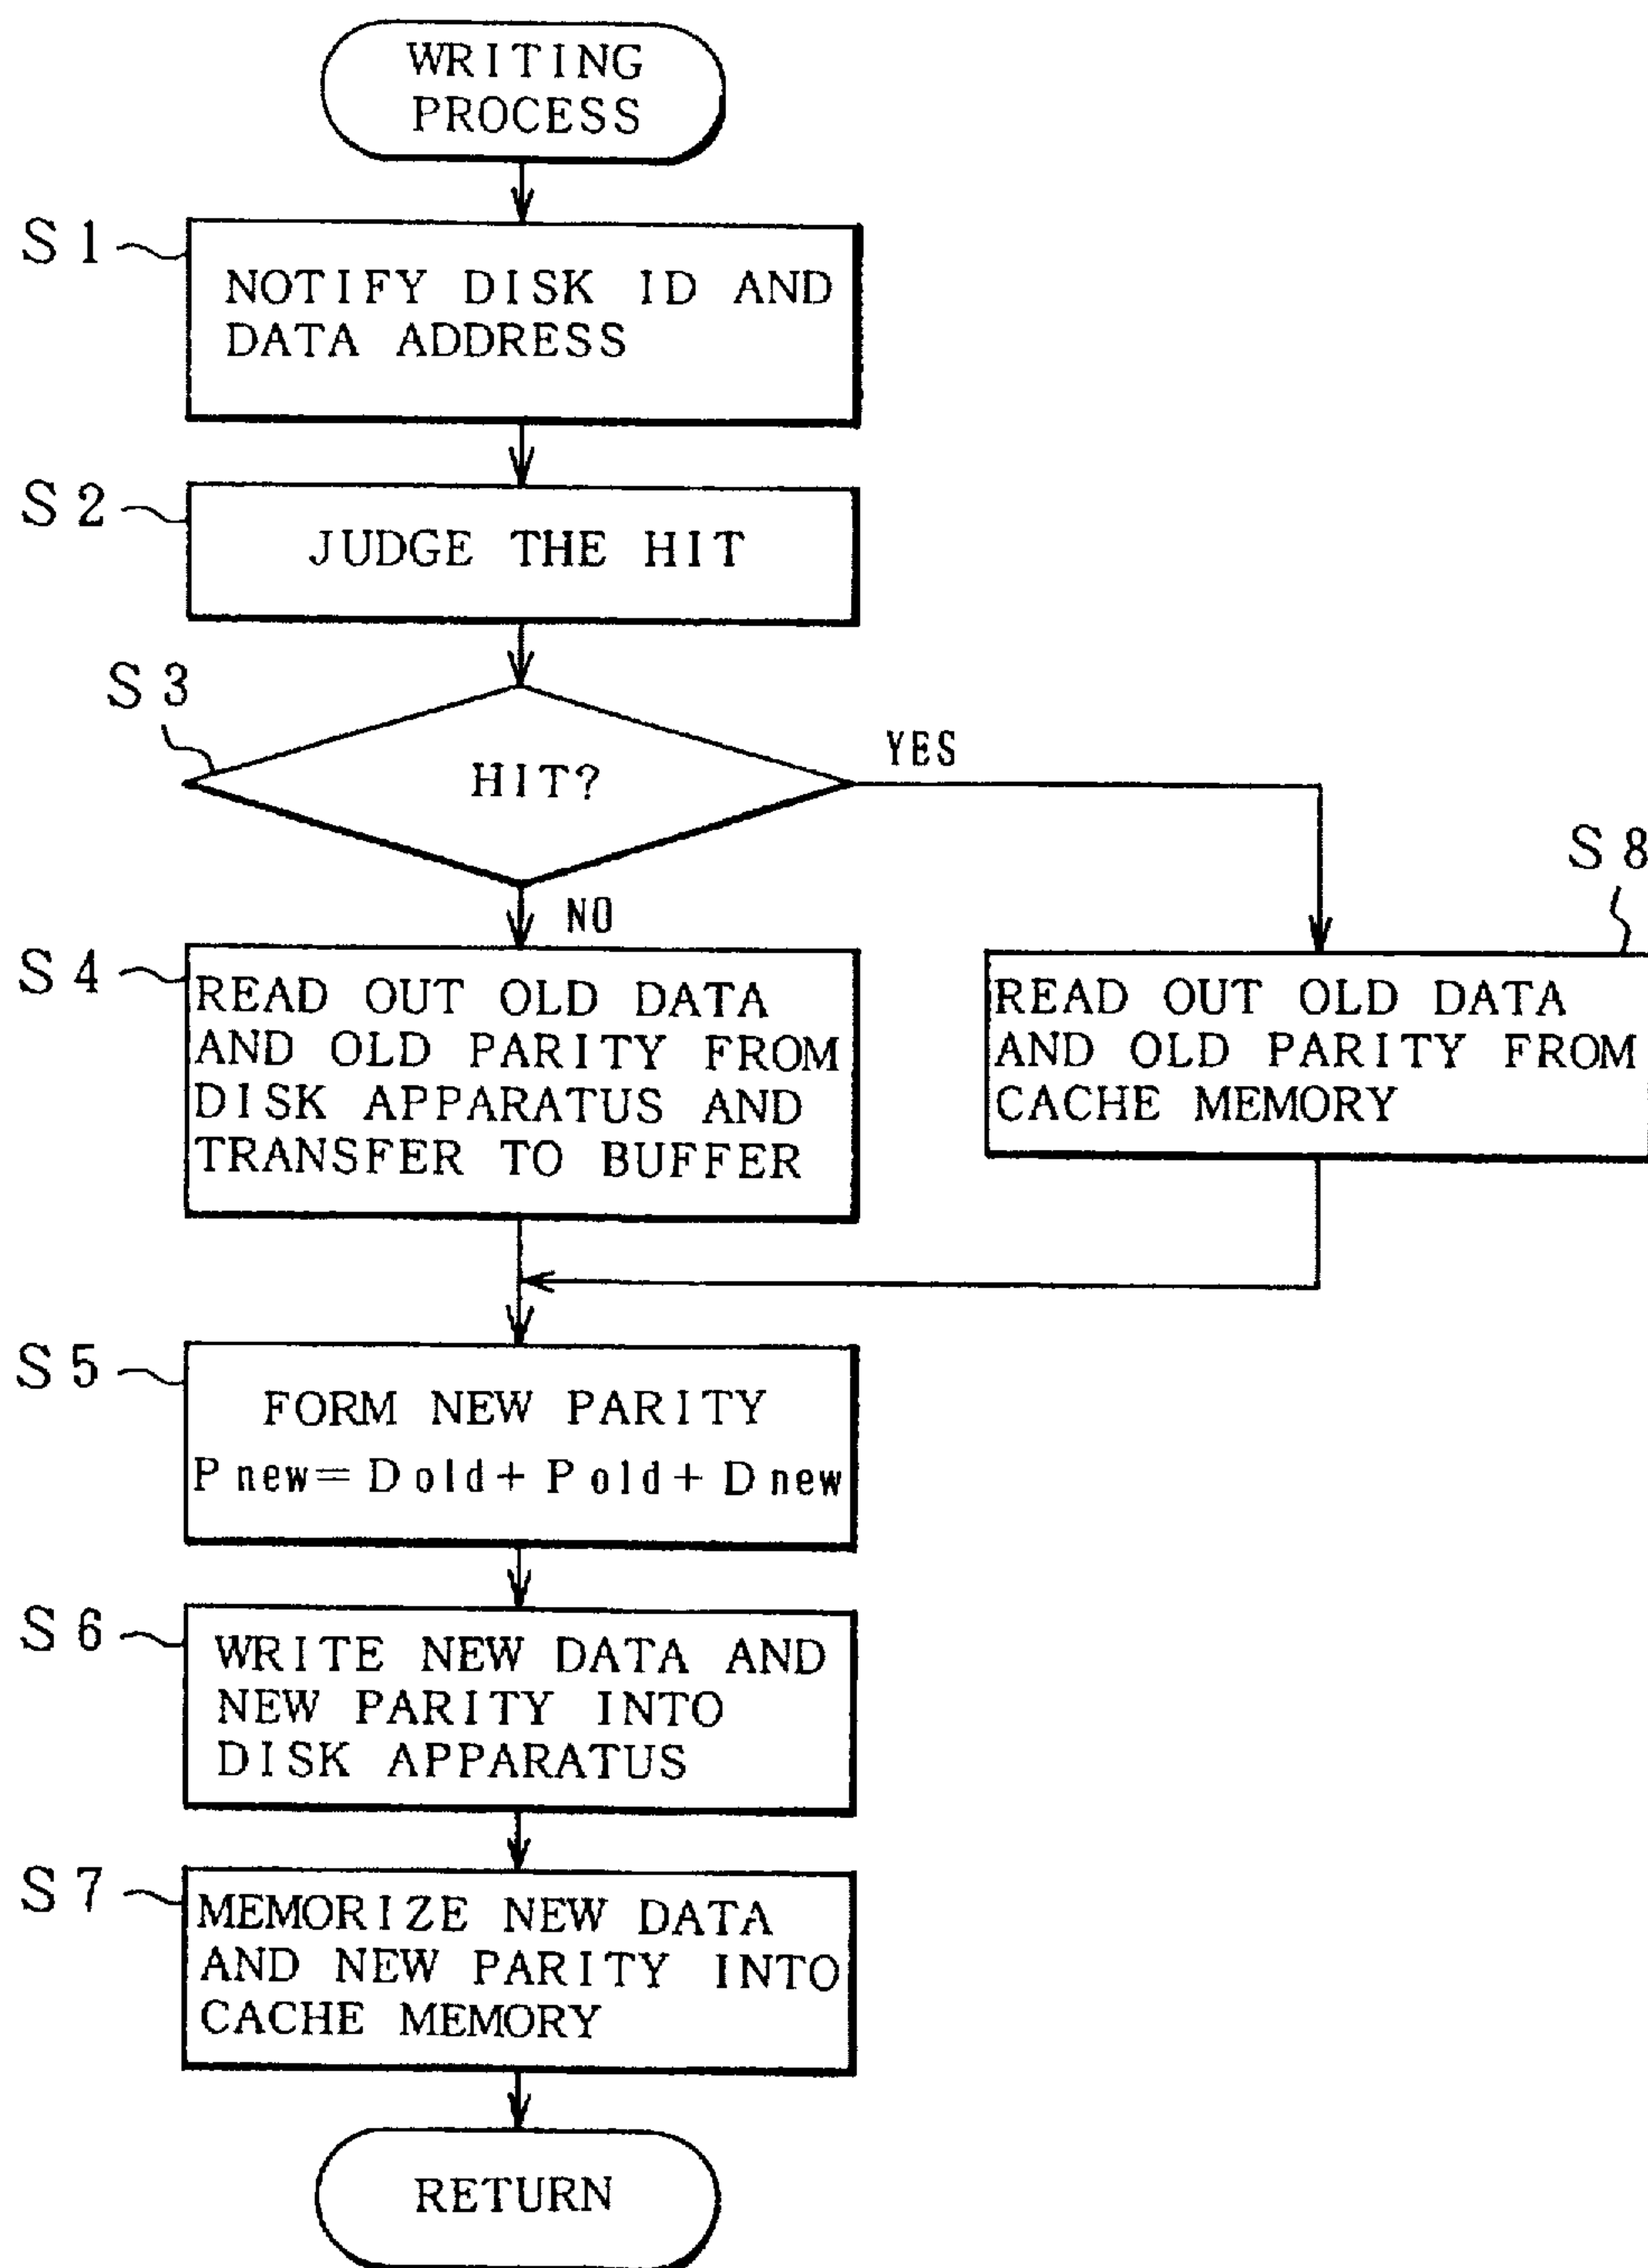 WRITING
PROCESS
S1
NOTIFY DISK ID AND
DATA ADDRESS
S2
JUDGE THE HIT
S3
HIT?
YES
NO
S4
READ OUT OLD DATA
AND OLD PARITY FROM
DISK APPARATUS AND
TRANSFER TO BUFFER
S8
READ OUT OLD DATA
AND OLD PARITY FROM
CACHE MEMORY
S5
FORM NEW PARITY
Pnew=Dold+Pold+Dnew
S6
WRITE NEW DATA AND
NEW PARITY INTO
DISK APPARATUS
S7
MEMORIZE NEW DATA
AND NEW PARITY INTO
CACHE MEMORY
RETURN